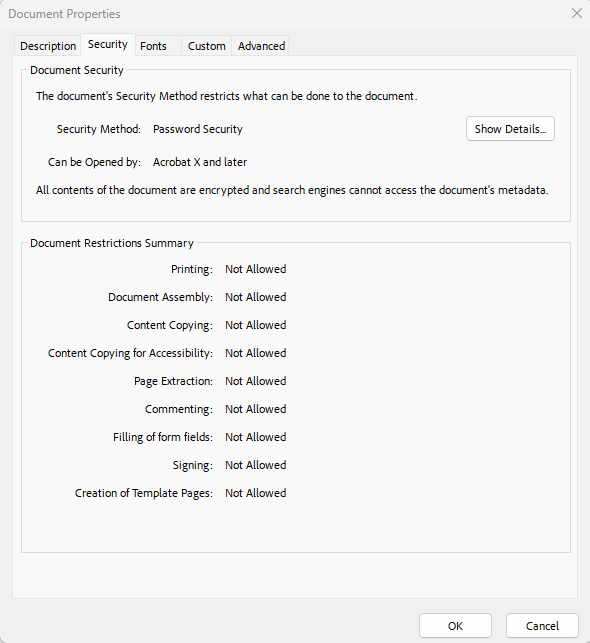 Document Properties
Description Security Fonts Custom Advanced
Document Security
The document's Security Method restricts what can be done to the document.
Security Method: Password Security
Show Details...
Can be Opened by: Acrobat X and later
All contents of the document are encrypted and search engines cannot access the document's metadata.
Document Restrictions Summary
Printing: Not Allowed
Document Assembly: Not Allowed
Content Copying: Not Allowed
Content Copying for Accessibility: Not Allowed
Page Extraction: Not Allowed
Commenting: Not Allowed
Filling of form fields: Not Allowed
Signing: Not Allowed
Creation of Template Pages: Not Allowed
OK Cancel